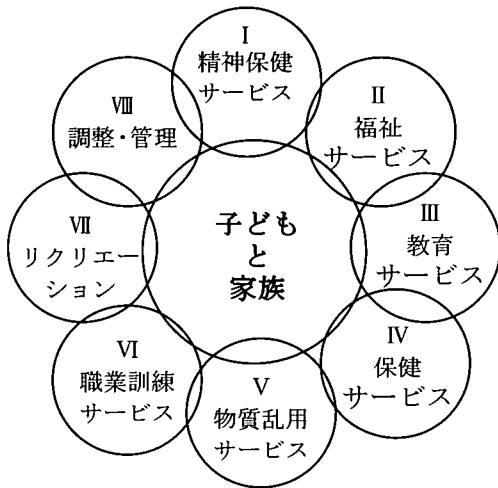 Ⅰ
精神保健
サービス
Ⅱ
福祉
サービス
Ⅲ
教育
サービス
Ⅳ
保健
サービス
Ⅴ
物質乱用
サービス
Ⅵ
職業訓練
サービス
Ⅶ
リクリエー
ション
Ⅷ
調整・管理
子ども
と
家族